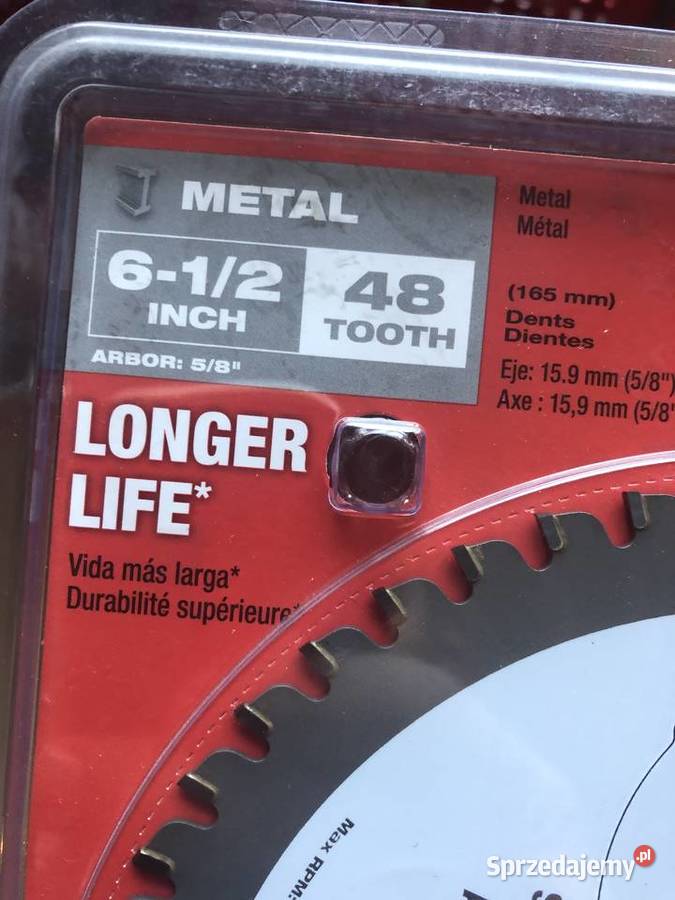 METAL
6-1/2
INCH
48
TOOTH
ARBOR: 5/8"
Metal
Métal
(165 mm)
Dents
Dientes
Eje: 15.9 mm (5/8")
Axe : 15,9 mm (5/8"
LONGER
LIFE*
Vida más larga*
Durabilité supérieure*
Max RPM:
Sprzedajemy.pl